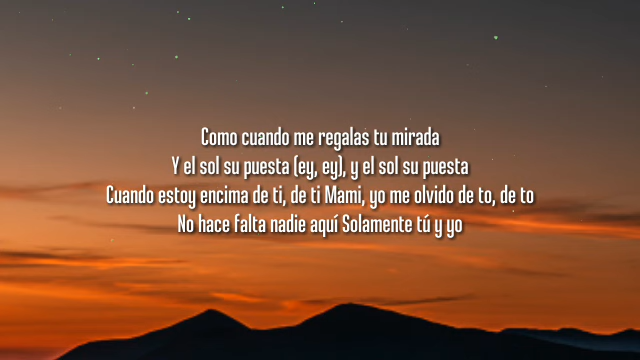 Como cuando me regalas tu mirada
Y el sol su puesta (ey, ey), y el sol su puesta
Cuando estoy encima de ti, de ti Mami, yo me olvido de to, de to
No hace falta nadie aquí Solamente tú y yo